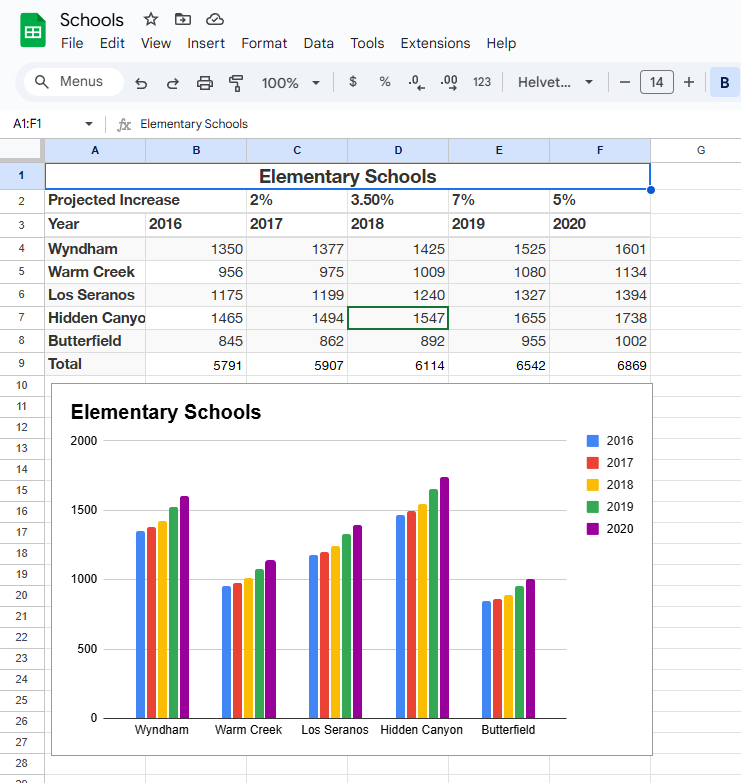 Schools
File Edit View Insert Format Data Tools Extensions Help
Menus 100% $ % .0 .00 123 Helvet... 14 B
A1:F1 fx Elementary Schools
A B C D E F G
1 Elementary Schools
2 Projected Increase 2% 3.50% 7% 5%
3 Year 2016 2017 2018 2019 2020
4 Wyndham 1350 1377 1425 1525 1601
5 Warm Creek 956 975 1009 1080 1134
6 Los Seranos 1175 1199 1240 1327 1394
7 Hidden Canyo 1465 1494 1547 1655 1738
8 Butterfield 845 862 892 955 1002
9 Total 5791 5907 6114 6542 6869
10
11 Elementary Schools
12
13 2000 2016
14 2017
15 2018
16 1500 2019
17 2020
18
19 1000
20
21
22
23 500
24
25
26 0
27 Wyndham Warm Creek Los Seranos Hidden Canyon Butterfield
28